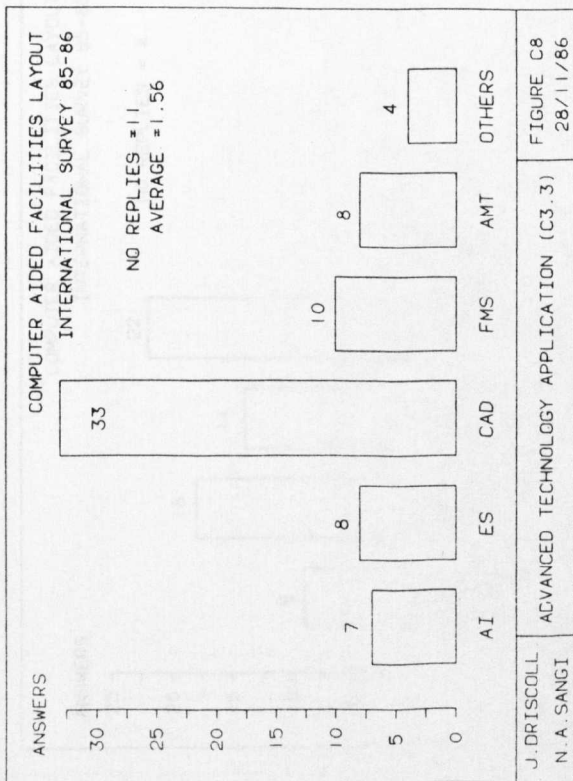 COMPUTER AIDED FACILITIES LAYOUT
INTERNATIONAL SURVEY 85-86
ANSWERS
NO REPLIES =11
AVERAGE =1.56
30
25
20
15
10
5
0
7
8
33
10
8
4
AI ES CAD FMS AMT OTHERS
J.DRISCOLL
N.A.SANGI
ADVANCED TECHNOLOGY APPLICATION (C3.3)
FIGURE C8
28/11/86